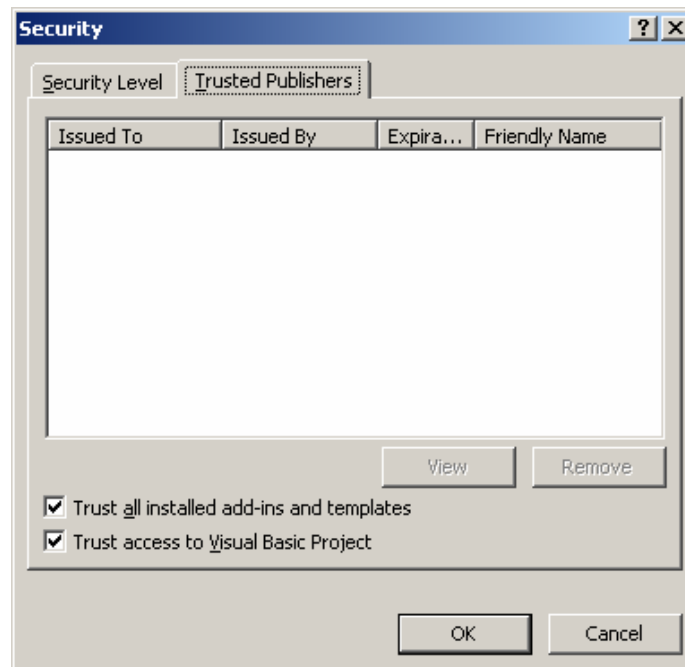 Security
Security Level Trusted Publishers
Issued To Issued By Expira... Friendly Name
View Remove
Trust all installed add-ins and templates
Trust access to Visual Basic Project
OK Cancel